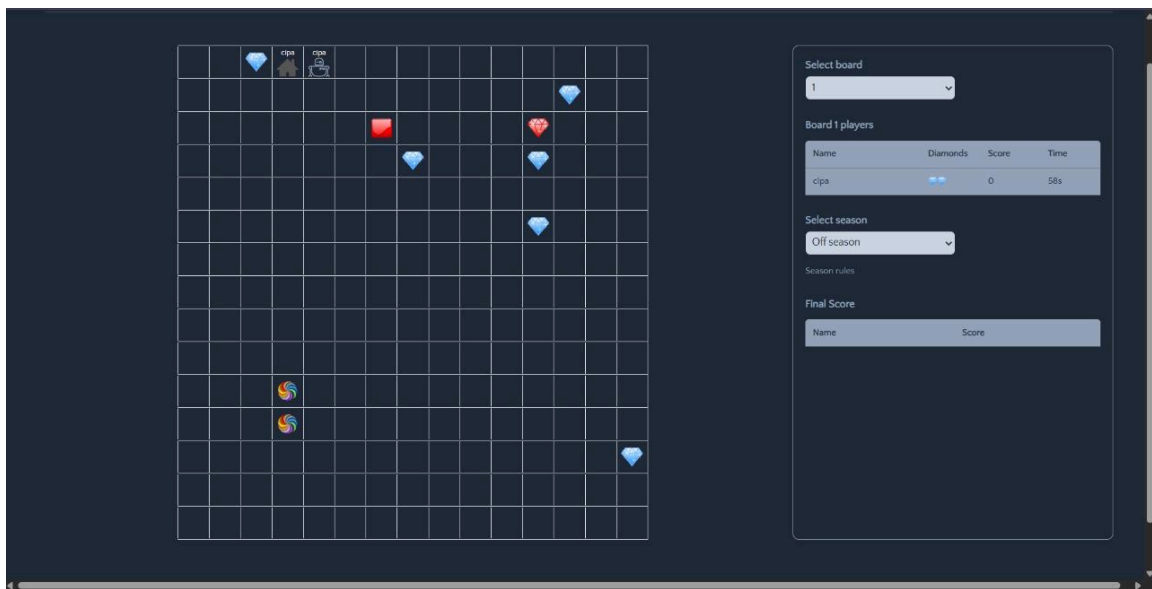 cipa cipa
Select board
1
Board 1 players
Name Diamonds Score Time
cipa 0 58s
Select season
Off season
Season rules
Final Score
Name Score